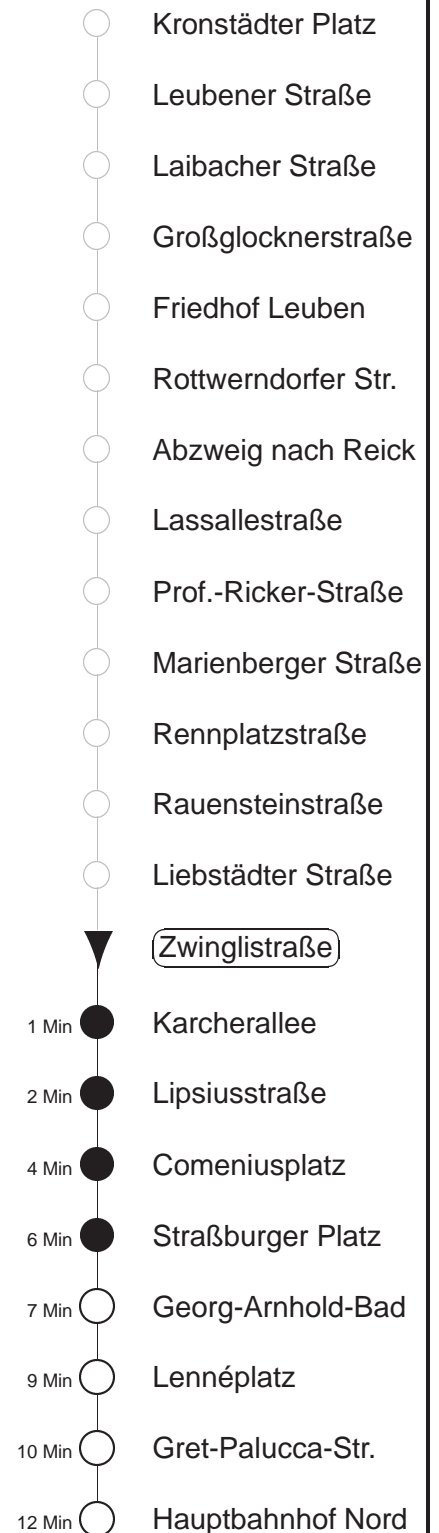 Kronstädter Platz
Leubener Straße
Laibacher Straße
Großglocknerstraße
Friedhof Leuben
Rottwerndorfer Str.
Abzweig nach Reick
Lassallestraße
Prof.-Ricker-Straße
Marienberger Straße
Rennplatzstraße
Rauensteinstraße
Liebstädter Straße
Zwinglistraße
1 Min Karcherallee
2 Min Lipsiusstraße
4 Min Comeniusplatz
6 Min Straßburger Platz
7 Min Georg-Arnhold-Bad
9 Min Lennéplatz
10 Min Gret-Palucca-Str.
12 Min Hauptbahnhof Nord